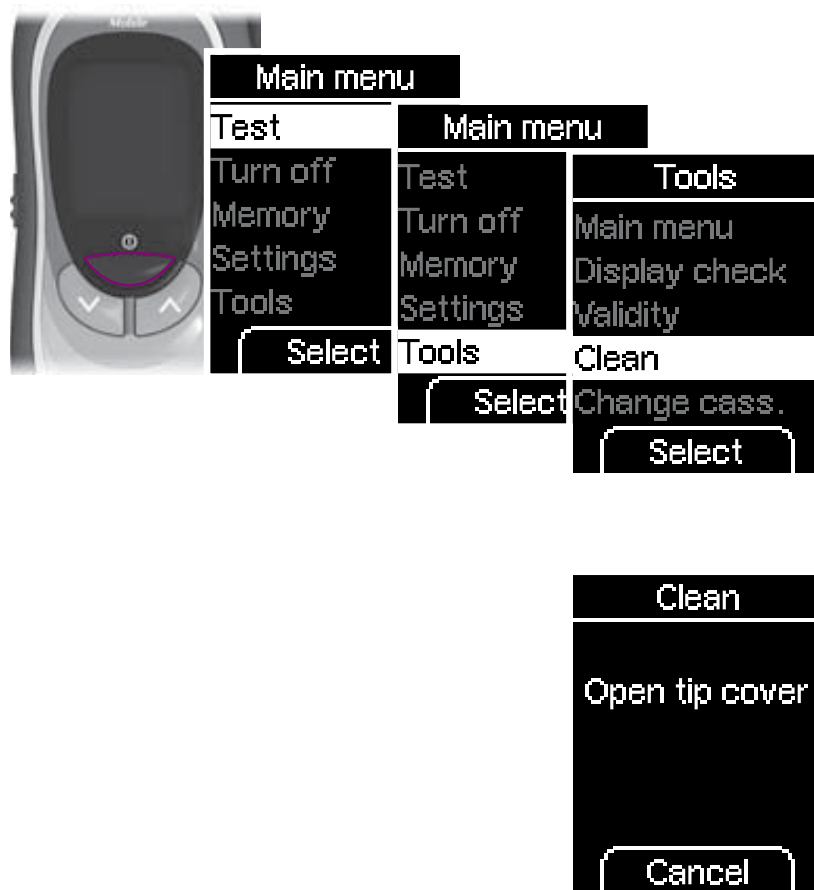 Mobile
Main menu
Test
Turn off
Memory
Settings
Tools
Select
Main menu
Test
Turn off
Memory
Settings
Tools
Select
Tools
Main menu
Display check
Validity
Clean
Change cass.
Select
Clean
Open tip cover
Cancel